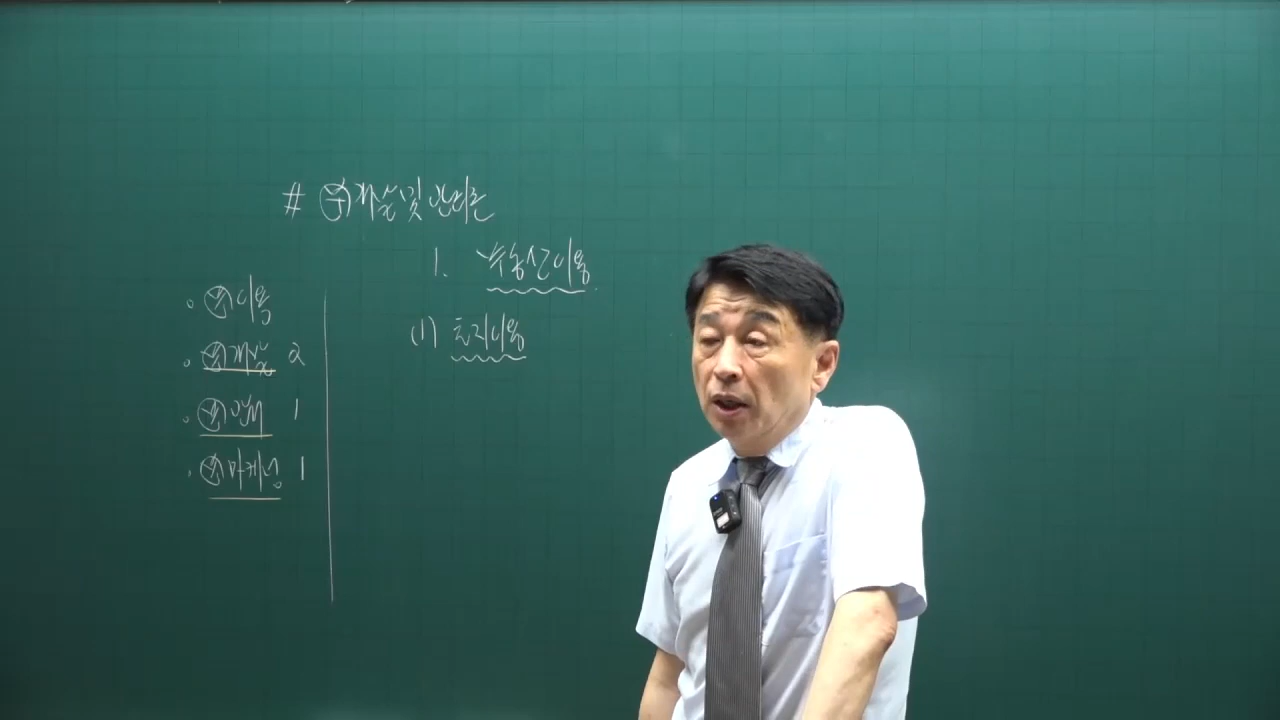 # 부 개발 및 관리론
1. 부동산이용
(1) 토지이용
부 이용
부 개발 2
부 관리 1
부 마케팅 1